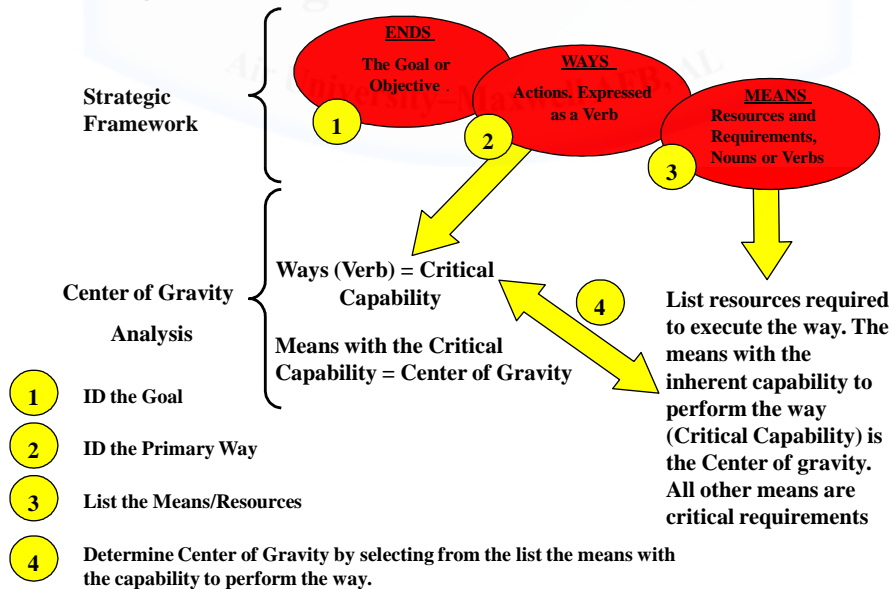 ENDS
The Goal or
Objective .
WAYS
Actions. Expressed
as a Verb
MEANS
Resources and
Requirements,
Nouns or Verbs
Air University–Maxwell AFB, AL
Strategic
Framework
1
2
3
Center of Gravity
Analysis
Ways (Verb) = Critical
Capability
Means with the Critical
Capability = Center of Gravity
4
List resources required
to execute the way. The
means with the
inherent capability to
perform the way
(Critical Capability) is
the Center of gravity.
All other means are
critical requirements
1 ID the Goal
2 ID the Primary Way
3 List the Means/Resources
4 Determine Center of Gravity by selecting from the list the means with
the capability to perform the way.